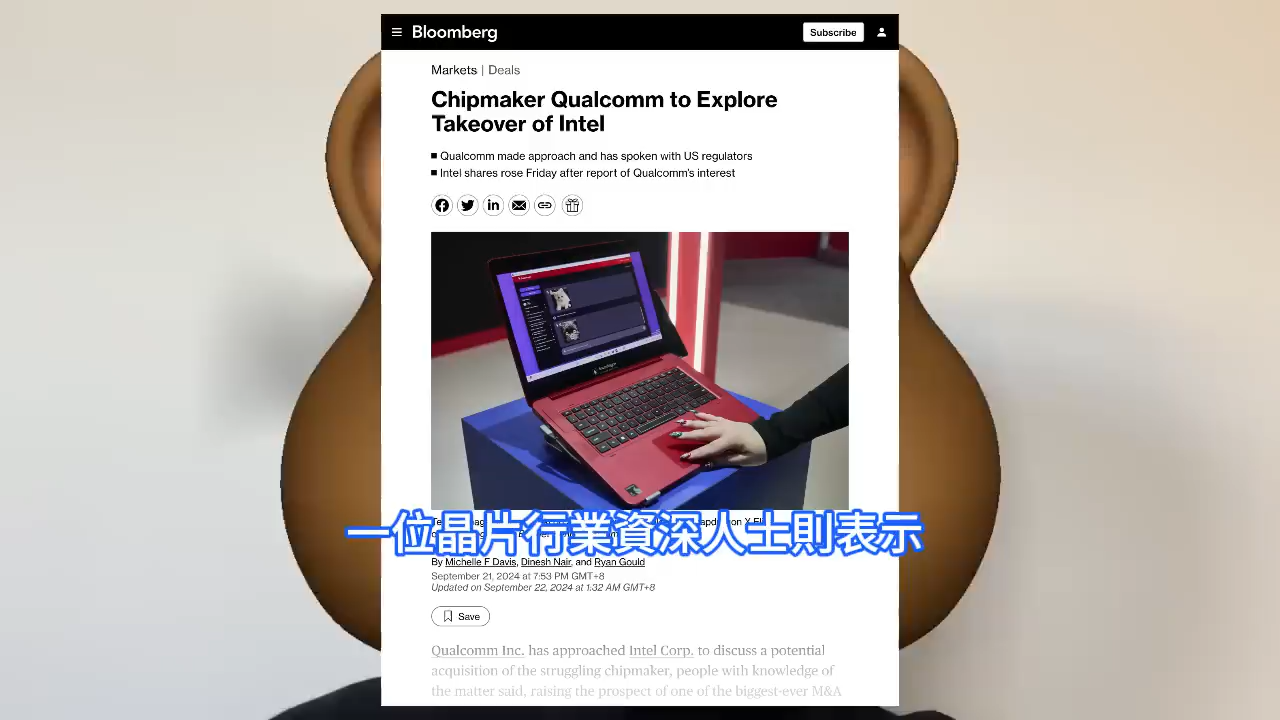 Bloomberg
Subscribe
Markets | Deals
Chipmaker Qualcomm to Explore
Takeover of Intel
Qualcomm made approach and has spoken with US regulators
Intel shares rose Friday after report of Qualcomm's interest
一位晶片行業資深人士則表示
By Michelle F Davis, Dinesh Nair, and Ryan Gould
September 21, 2024 at 7:53 PM GMT+8
Updated on September 22, 2024 at 1:32 AM GMT+8
Save
Qualcomm Inc. has approached Intel Corp. to discuss a potential
acquisition of the struggling chipmaker, people with knowledge of
the matter said, raising the prospect of one of the biggest-ever M&A